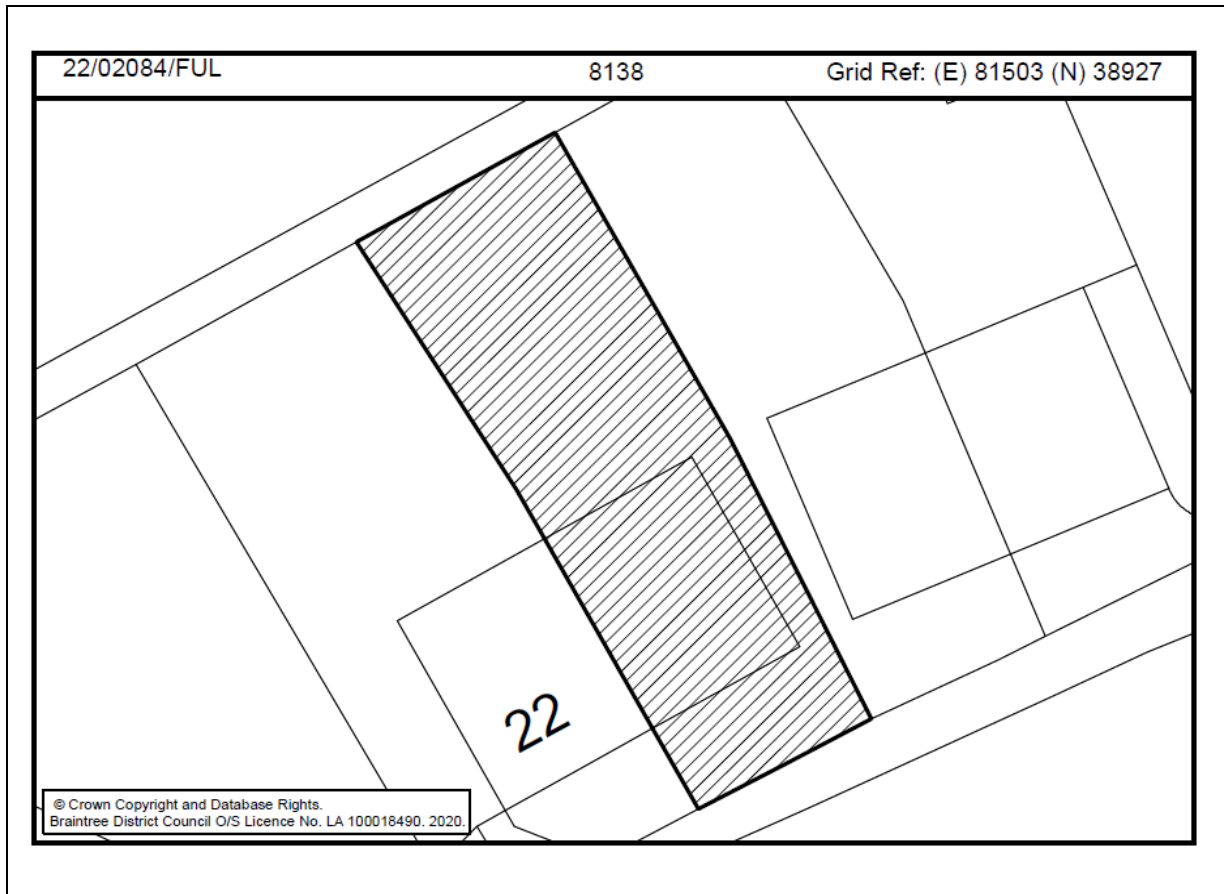 22/02084/FUL 8138 Grid Ref: (E) 81503 (N) 38927
22
© Crown Copyright and Database Rights.
Braintree District Council O/S Licence No. LA 100018490. 2020.